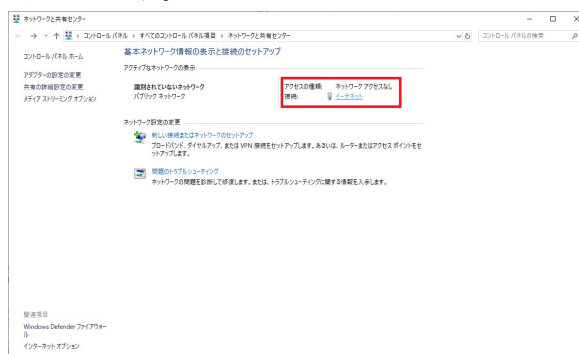 ネットワークと共有センター
コントロール パネル › すべてのコントロール パネル項目 › ネットワークと共有センター
コントロール パネルの検索
コントロール パネル ホーム
アダプターの設定の変更
共有の詳細設定の変更
メディア ストリーミング オプション
基本ネットワーク情報の表示と接続のセットアップ
アクティブなネットワークの表示
識別されていないネットワーク
パブリック ネットワーク
アクセスの種類: ネットワーク アクセスなし
接続: イーサネット
ネットワーク設定の変更
新しい接続またはネットワークのセットアップ
ブロードバンド、ダイヤルアップ、または VPN 接続をセットアップします。あるいは、ルーターまたはアクセス ポイントをセ
ットアップします。
問題のトラブルシューティング
ネットワークの問題を診断して修復します。または、トラブルシューティングに関する情報を入手します。
関連項目
Windows Defender ファイアウォー
ル
インターネット オプション